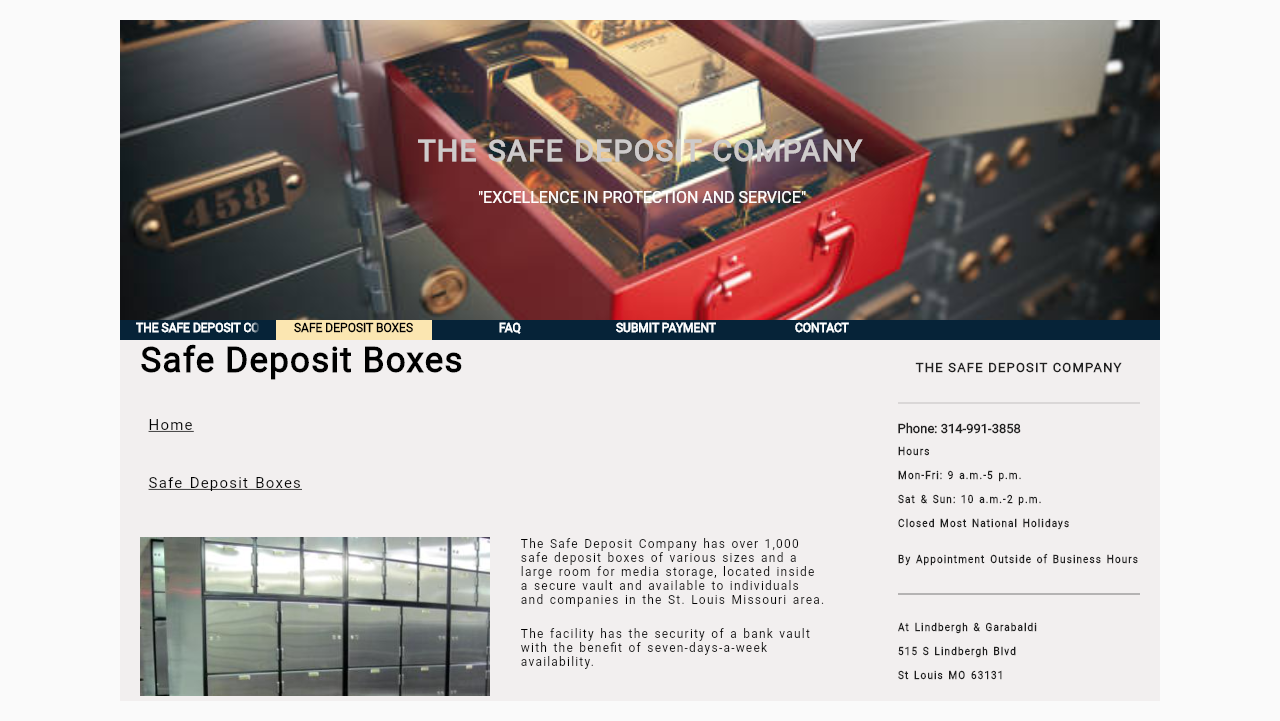 458
THE SAFE DEPOSIT COMPANY
"EXCELLENCE IN PROTECTION AND SERVICE"
THE SAFE DEPOSIT CO
SAFE DEPOSIT BOXES
FAQ
SUBMIT PAYMENT
CONTACT
Safe Deposit Boxes
Home
Safe Deposit Boxes
The Safe Deposit Company has over 1,000
safe deposit boxes of various sizes and a
large room for media storage, located inside
a secure vault and available to individuals
and companies in the St. Louis Missouri area.
The facility has the security of a bank vault
with the benefit of seven-days-a-week
availability.
THE SAFE DEPOSIT COMPANY
Phone: 314-991-3858
Hours
Mon-Fri: 9 a.m.-5 p.m.
Sat & Sun: 10 a.m.-2 p.m.
Closed Most National Holidays
By Appointment Outside of Business Hours
At Lindbergh & Garabaldi
515 S Lindbergh Blvd
St Louis MO 63131